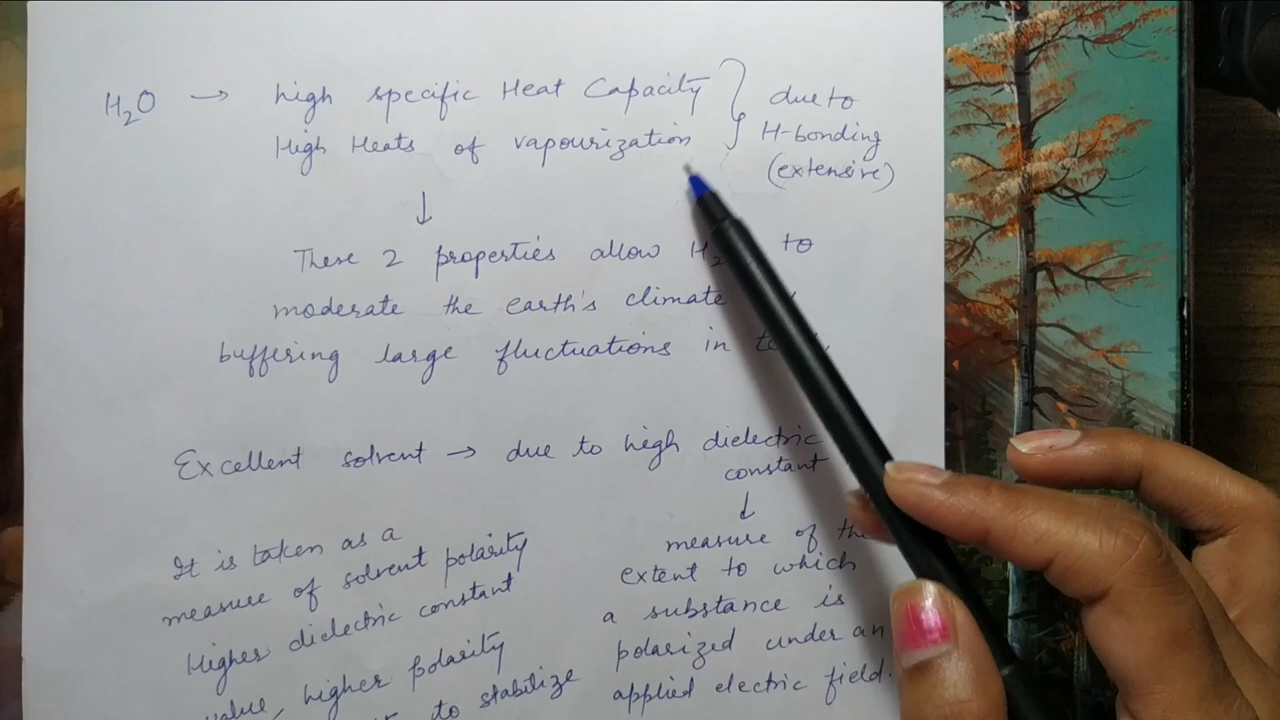 H2O → high specific Heat Capacity } due to
High Heats of vapourization H-bonding
(extensive)
↓
These 2 properties allow H2 to
moderate the earth's climate
buffering large fluctuations in
Excellent solvent → due to high dielectric
constant
↓
measure of the
extent to which
a substance is
polarized under an
applied electric field.
It is taken as a
measure of solvent polarity
Higher dielectric constant
value, higher polarity
to stabilize